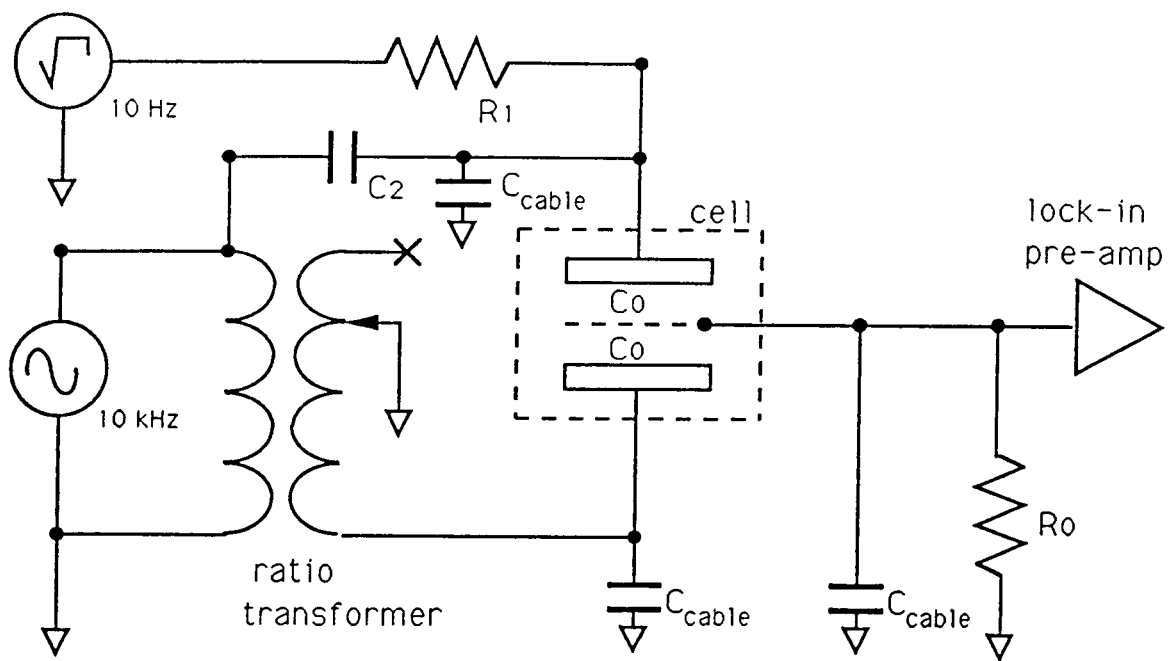 10 Hz
R1
C2
Ccable
cell
lock-in
pre-amp
Co
Co
10 kHz
Ro
ratio
transformer
Ccable
Ccable